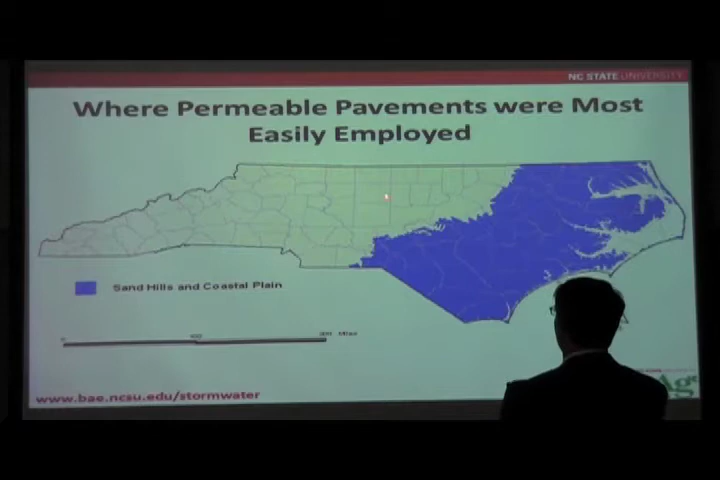 NC STATE UNIVERSITY
Where Permeable Pavements were Most
Easily Employed
Sand Hills and Coastal Plain
Miles
www.bae.ncsu.edu/stormwater